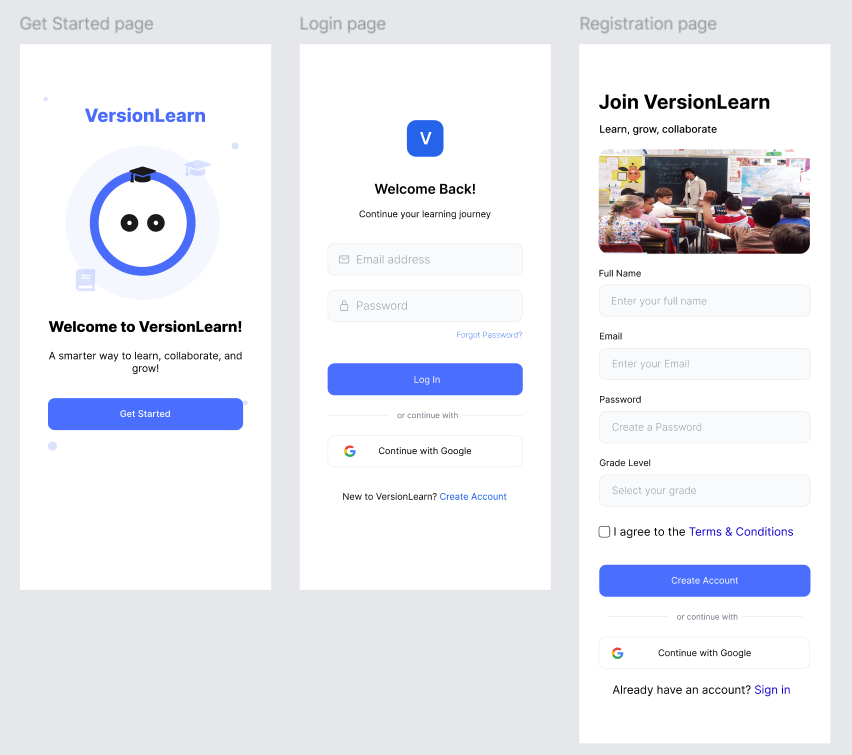 Get Started page
VersionLearn
Welcome to VersionLearn!
A smarter way to learn, collaborate, and
grow!
Get Started
Login page
V
Welcome Back!
Continue your learning journey
Email address
Password
Forgot Password?
Log In
or continue with
Continue with Google
New to VersionLearn? Create Account
Registration page
Join VersionLearn
Learn, grow, collaborate
Full Name
Enter your full name
Email
Enter your Email
Password
Create a Password
Grade Level
Select your grade
I agree to the Terms & Conditions
Create Account
or continue with
Continue with Google
Already have an account? Sign in